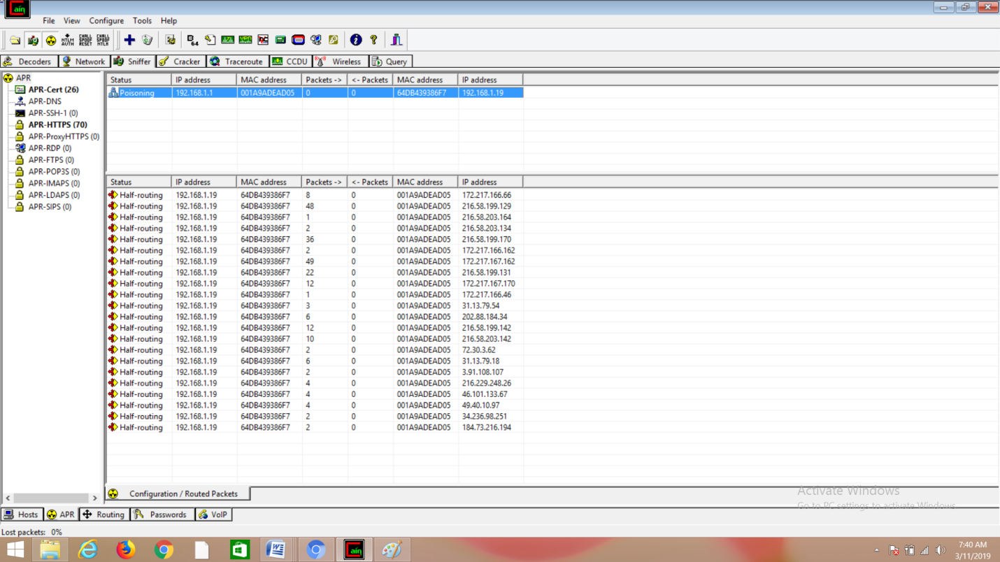 Caín
File View Configure Tools Help
NTLM AUTH CHALL SPOOF RESET CHALL SPOOF NTLM B 64
Decoders Network Sniffer Cracker Traceroute CCDU Wireless Query
APR
APR-Cert (26)
APR-DNS
APR-SSH-1 (0)
APR-HTTPS (70)
APR-ProxyHTTPS (0)
APR-RDP (0)
APR-FTPS (0)
APR-POP3S (0)
APR-IMAPS (0)
APR-LDAPS (0)
APR-SIPS (0)
Status IP address MAC address Packets -> <- Packets MAC address IP address
Poisoning 192.168.1.1 001A9ADEAD05 0 0 64DB439386F7 192.168.1.19
Status IP address MAC address Packets -> <- Packets MAC address IP address
Half-routing 192.168.1.19 64DB439386F7 8 0 001A9ADEAD05 172.217.166.66
Half-routing 192.168.1.19 64DB439386F7 48 0 001A9ADEAD05 216.58.199.129
Half-routing 192.168.1.19 64DB439386F7 1 0 001A9ADEAD05 216.58.203.164
Half-routing 192.168.1.19 64DB439386F7 2 0 001A9ADEAD05 216.58.203.134
Half-routing 192.168.1.19 64DB439386F7 36 0 001A9ADEAD05 216.58.199.170
Half-routing 192.168.1.19 64DB439386F7 2 0 001A9ADEAD05 172.217.166.162
Half-routing 192.168.1.19 64DB439386F7 49 0 001A9ADEAD05 172.217.167.162
Half-routing 192.168.1.19 64DB439386F7 22 0 001A9ADEAD05 216.58.199.131
Half-routing 192.168.1.19 64DB439386F7 12 0 001A9ADEAD05 172.217.167.170
Half-routing 192.168.1.19 64DB439386F7 1 0 001A9ADEAD05 172.217.166.46
Half-routing 192.168.1.19 64DB439386F7 3 0 001A9ADEAD05 31.13.79.54
Half-routing 192.168.1.19 64DB439386F7 6 0 001A9ADEAD05 202.88.184.34
Half-routing 192.168.1.19 64DB439386F7 12 0 001A9ADEAD05 216.58.199.142
Half-routing 192.168.1.19 64DB439386F7 10 0 001A9ADEAD05 216.58.203.142
Half-routing 192.168.1.19 64DB439386F7 2 0 001A9ADEAD05 72.30.3.62
Half-routing 192.168.1.19 64DB439386F7 6 0 001A9ADEAD05 31.13.79.18
Half-routing 192.168.1.19 64DB439386F7 2 0 001A9ADEAD05 3.91.108.107
Half-routing 192.168.1.19 64DB439386F7 4 0 001A9ADEAD05 216.229.248.26
Half-routing 192.168.1.19 64DB439386F7 4 0 001A9ADEAD05 46.101.133.67
Half-routing 192.168.1.19 64DB439386F7 4 0 001A9ADEAD05 49.40.10.97
Half-routing 192.168.1.19 64DB439386F7 2 0 001A9ADEAD05 34.236.98.251
Half-routing 192.168.1.19 64DB439386F7 2 0 001A9ADEAD05 184.73.216.194
Configuration / Routed Packets
Activate Windows
Go to PC settings to activate Windows.
Hosts APR Routing Passwords VoIP
Lost packets: 0%
Caín
7:40 AM
3/11/2019